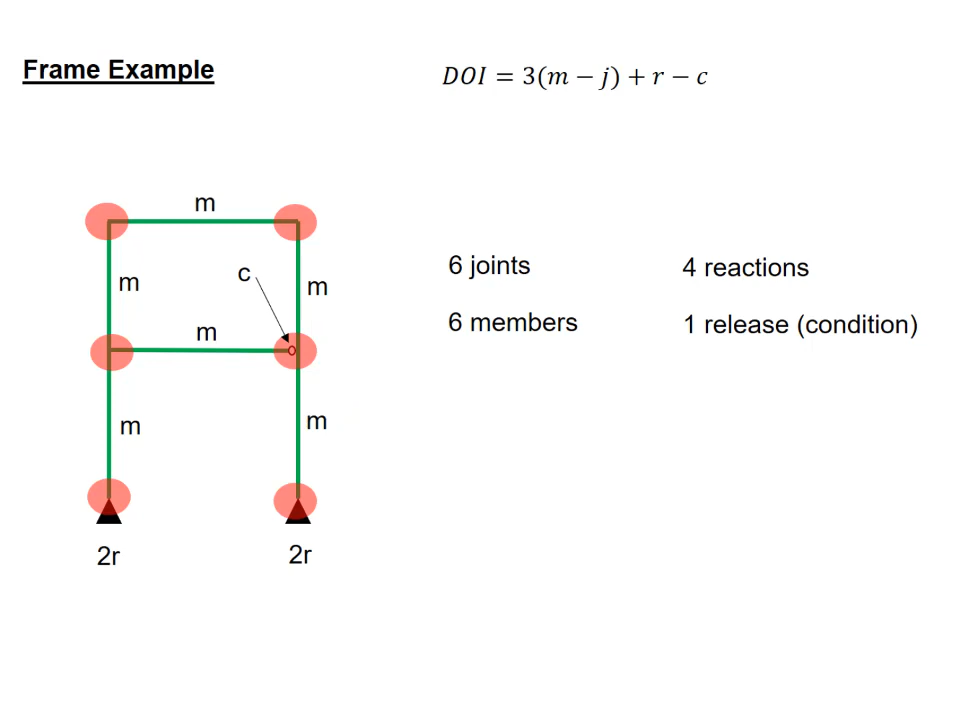 Frame Example
𝐷𝑂𝐼 = 3(𝑚 − 𝑗) + 𝑟 − 𝑐
m
m
c
m
m
m
m
2r
2r
6 joints
4 reactions
6 members
1 release (condition)